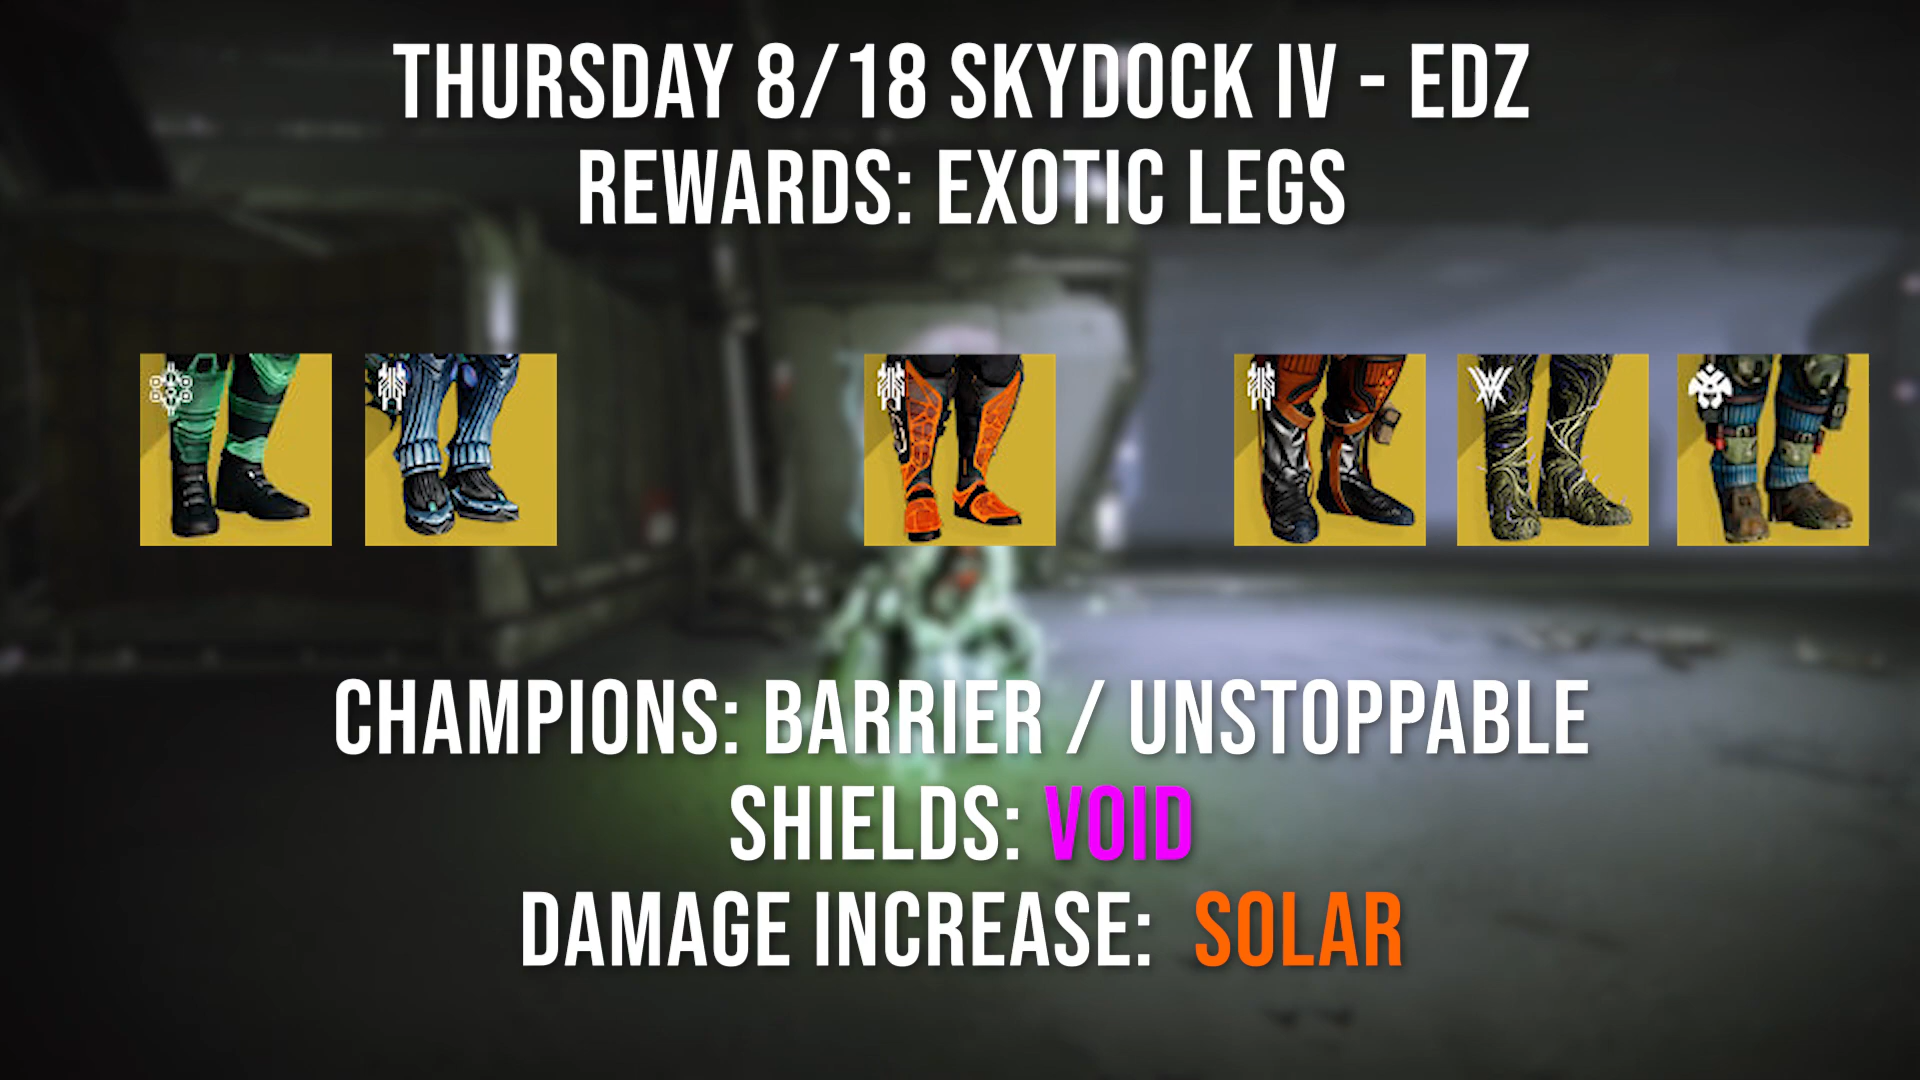 THURSDAY 8/18 SKYDOCK IV - EDZ
REWARDS: EXOTIC LEGS
CHAMPIONS: BARRIER / UNSTOPPABLE
SHIELDS: VOID
DAMAGE INCREASE: SOLAR